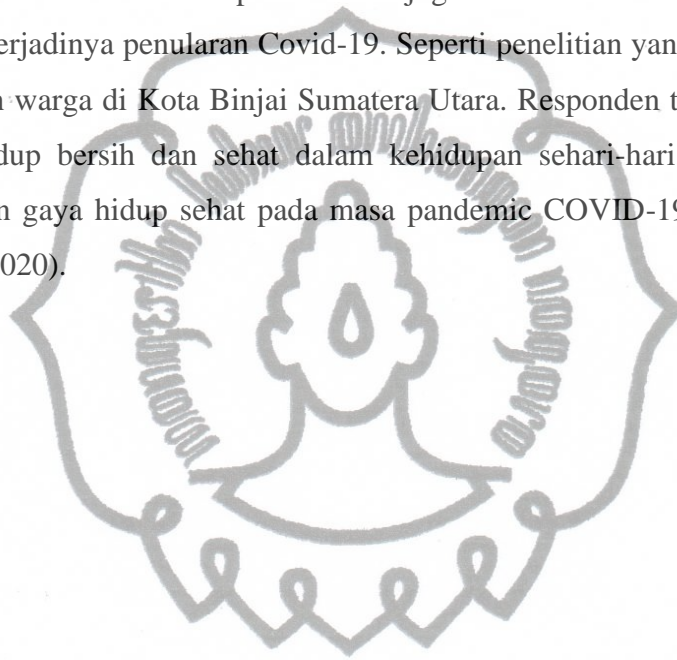 erjadinya penularan Covid-19. Seperti penelitian yan
warga di Kota Binjai Sumatera Utara. Responden t
dup bersih dan sehat dalam kehidupan sehari-hari
n gaya hidup sehat pada masa pandemic COVID-19
020).